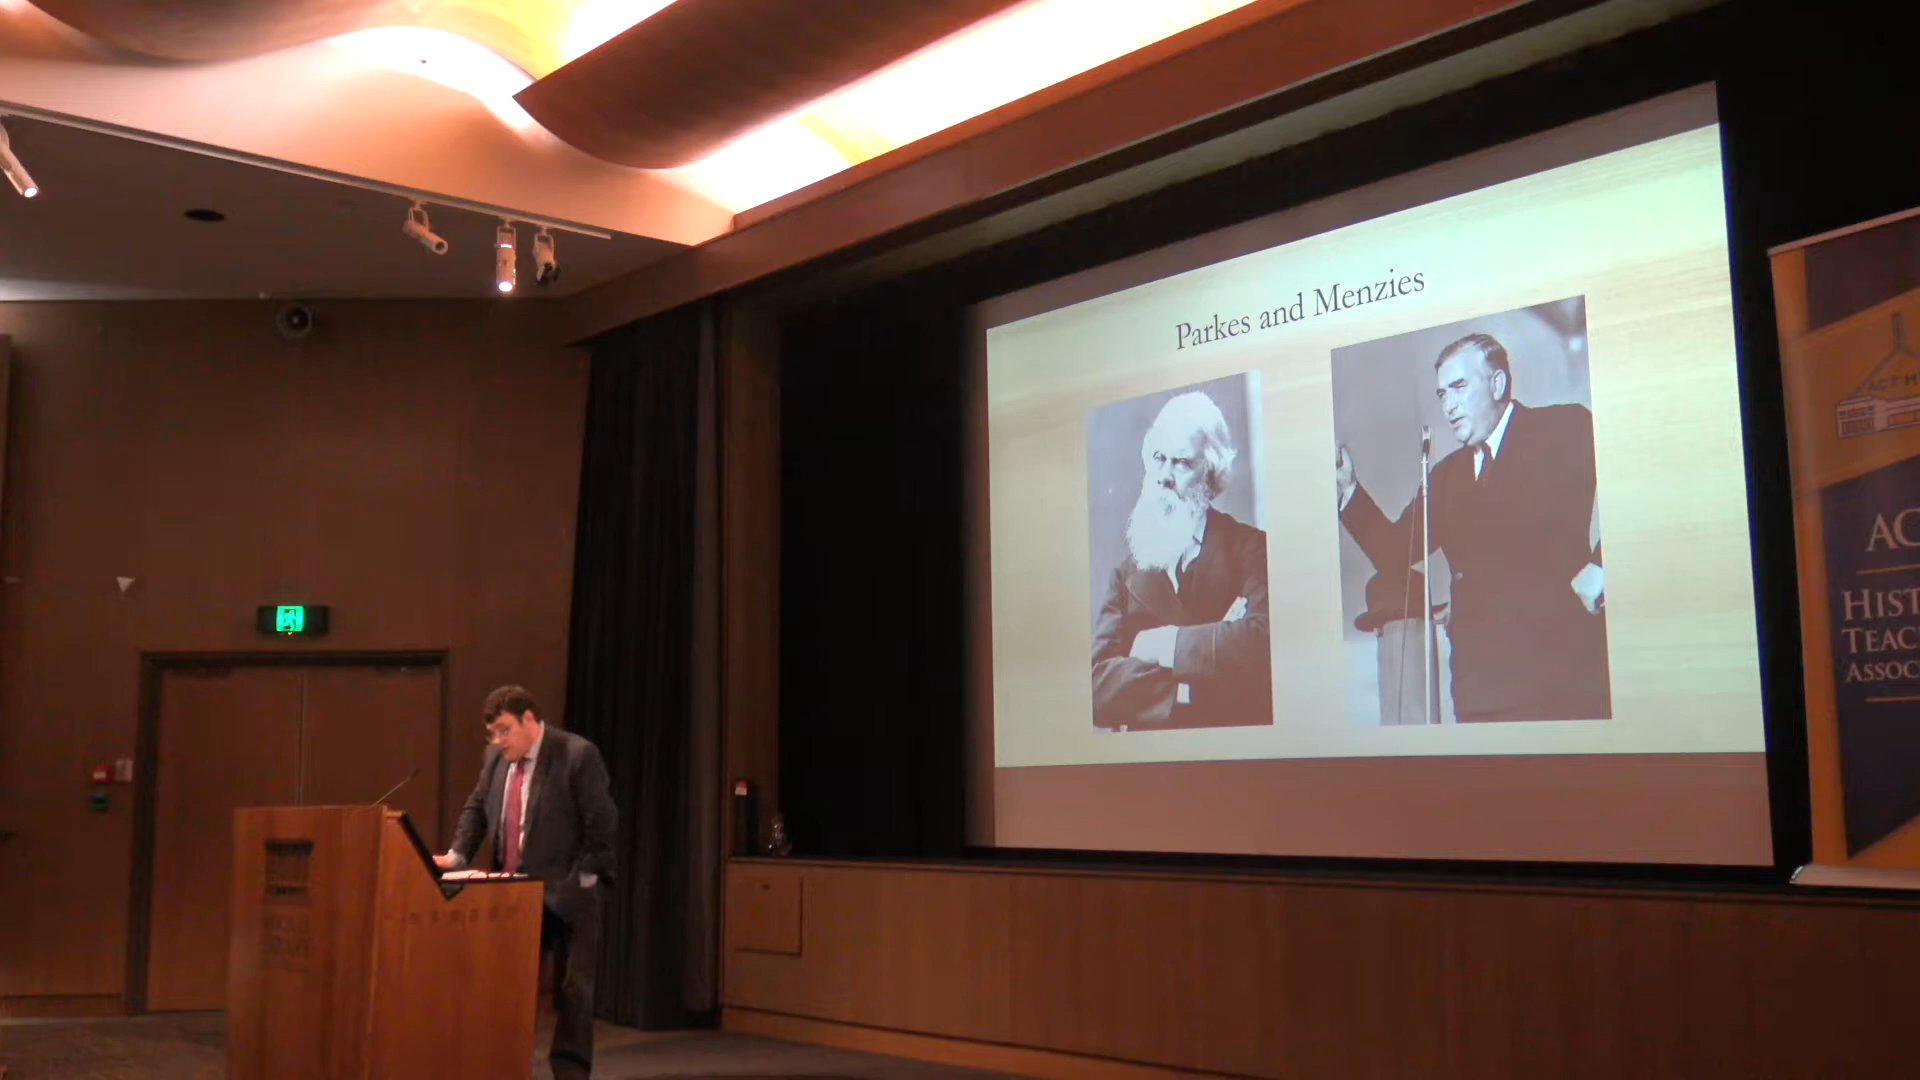 Parkes and Menzies
ACT H
AC
HIST
TEAC
ASSOC